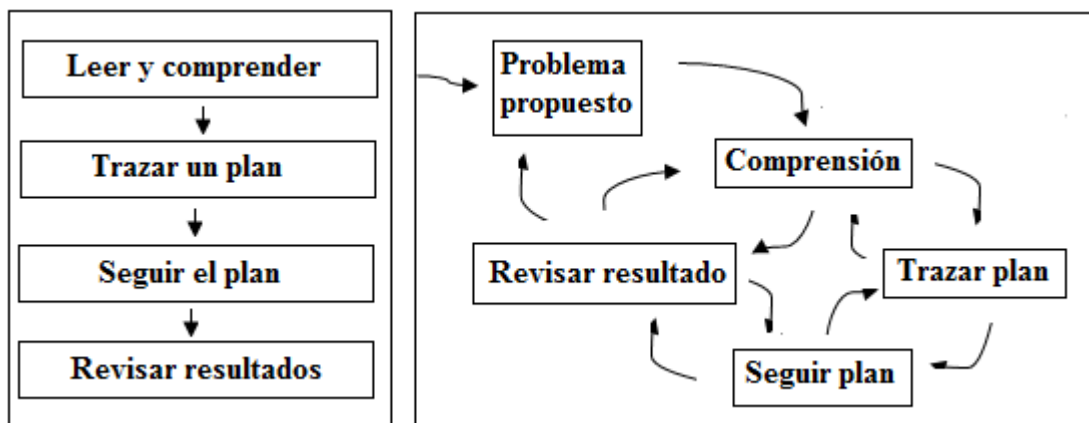 Leer y comprender
Trazar un plan
Seguir el plan
Revisar resultados
Problema
propuesto
Comprensión
Revisar resultado
Trazar plan
Seguir plan